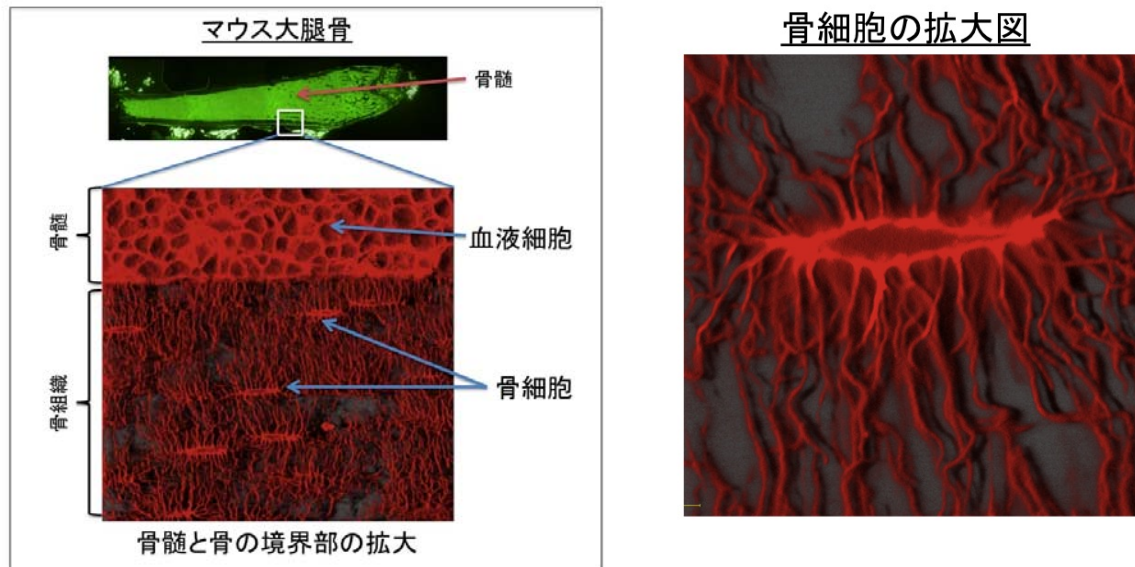 マウス大腿骨
骨髄
骨髄
血液細胞
骨組織
骨細胞
骨髄と骨の境界部の拡大
骨細胞の拡大図